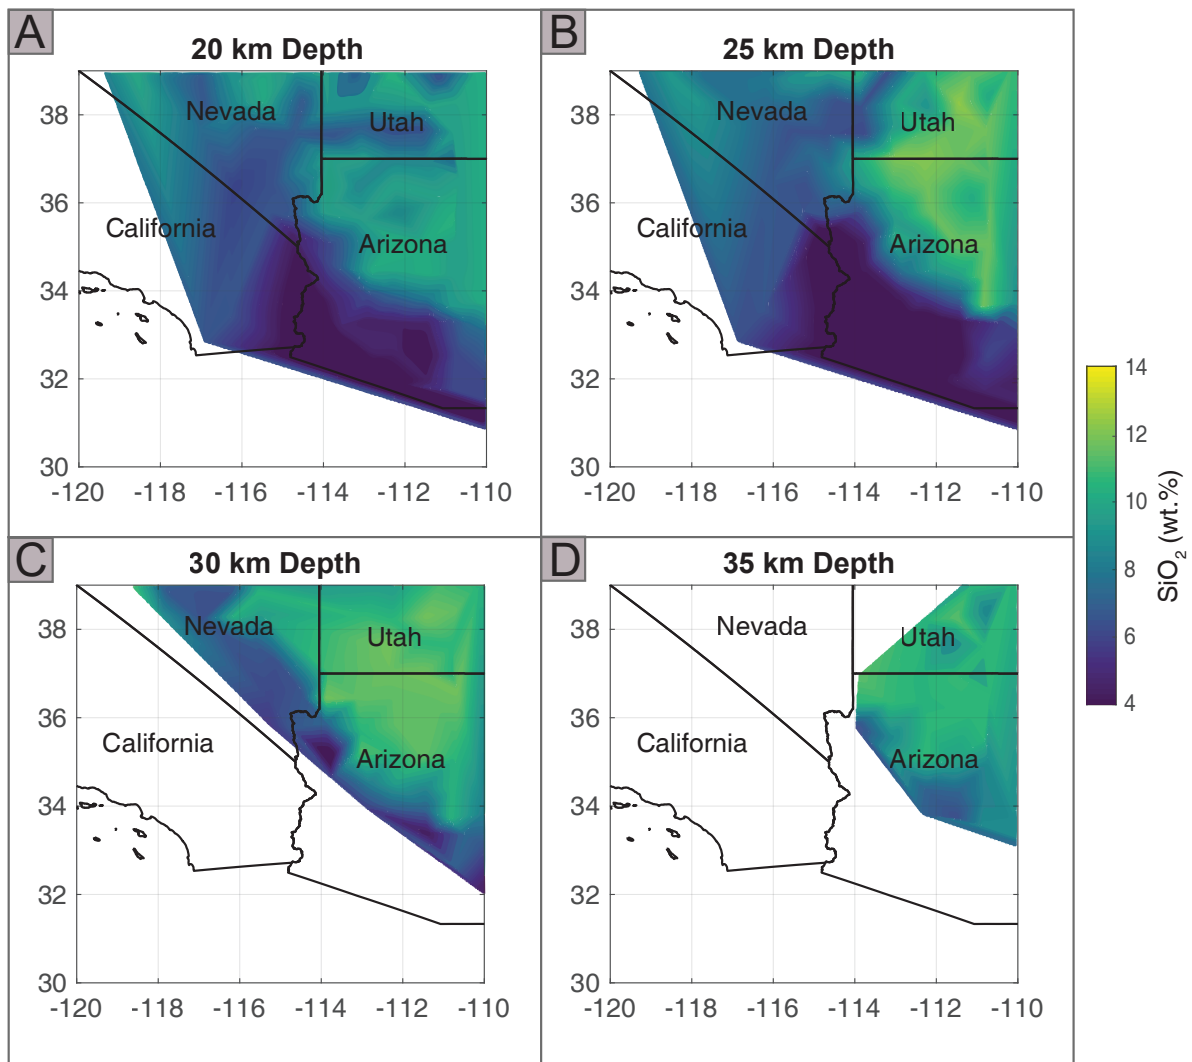 A
20 km Depth
Nevada
Utah
California
Arizona
38
36
34
32
30
-120
-118
-116
-114
-112
-110
B
25 km Depth
Nevada
Utah
California
Arizona
38
36
34
32
30
-120
-118
-116
-114
-112
-110
C
30 km Depth
Nevada
Utah
California
Arizona
38
36
34
32
30
-120
-118
-116
-114
-112
-110
D
35 km Depth
Nevada
Utah
California
Arizona
38
36
34
32
30
-120
-118
-116
-114
-112
-110
14
12
10
8
6
4
SiO₂ (wt.%)